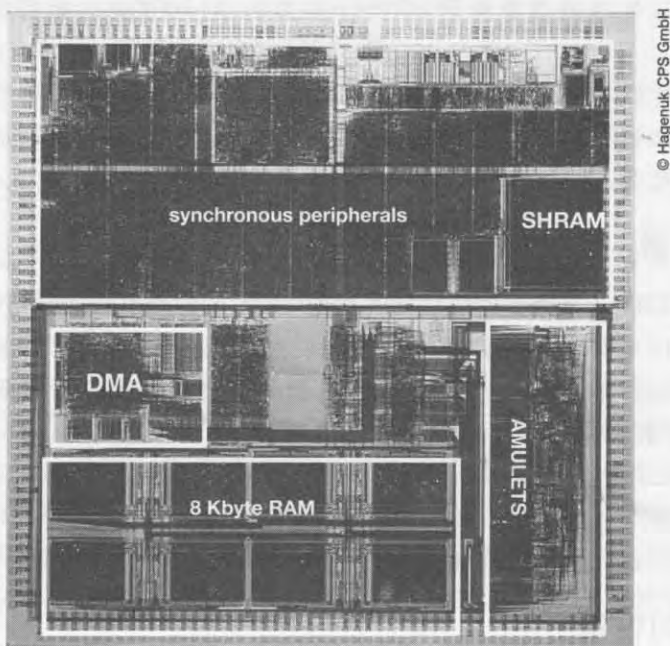 © Hagenuk CPS GmbH
synchronous peripherals
SHRAM
DMA
AMULETS
8 Kbyte RAM